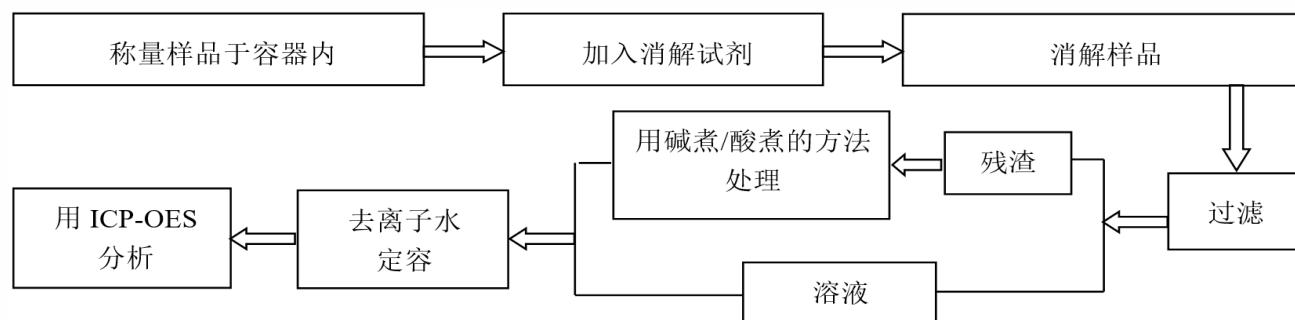 称量样品于容器内
加入消解试剂
消解样品
过滤
残渣
用碱煮/酸煮的方法
处理
溶液
去离子水
定容
用 ICP-OES
分析